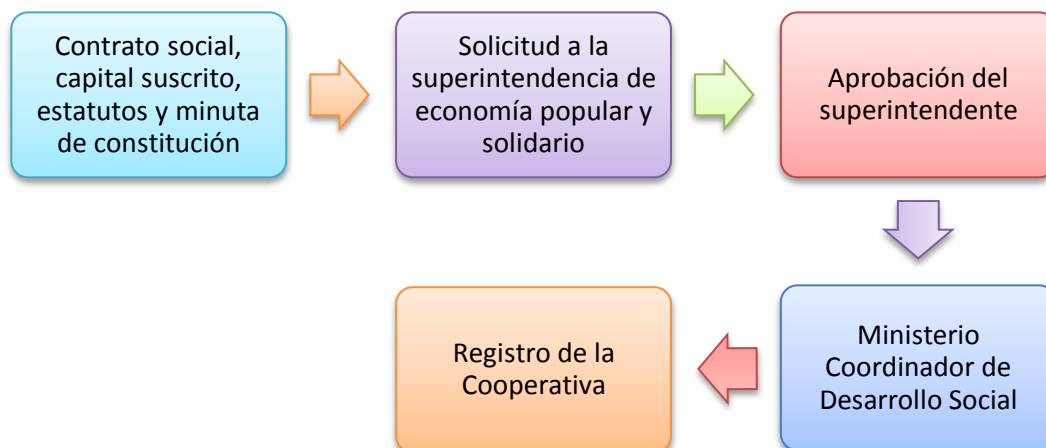 Contrato social,
capital suscrito,
estatutos y minuta
de constitución
Solicitud a la
superintendencia de
economía popular y
solidario
Aprobación del
superintendente
Ministerio
Coordinador de
Desarrollo Social
Registro de la
Cooperativa